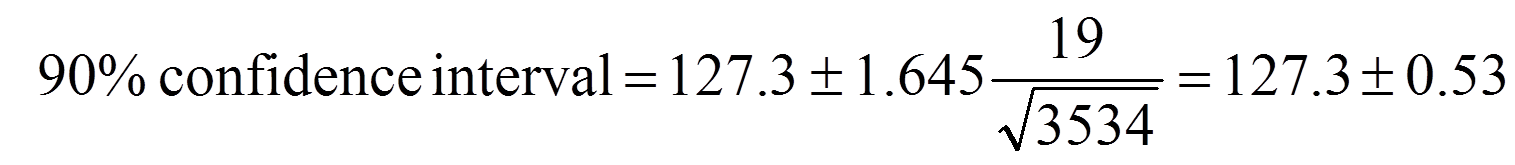 90% confidence interval = 127.3 ± 1.645 19/√3534 = 127.3 ± 0.53